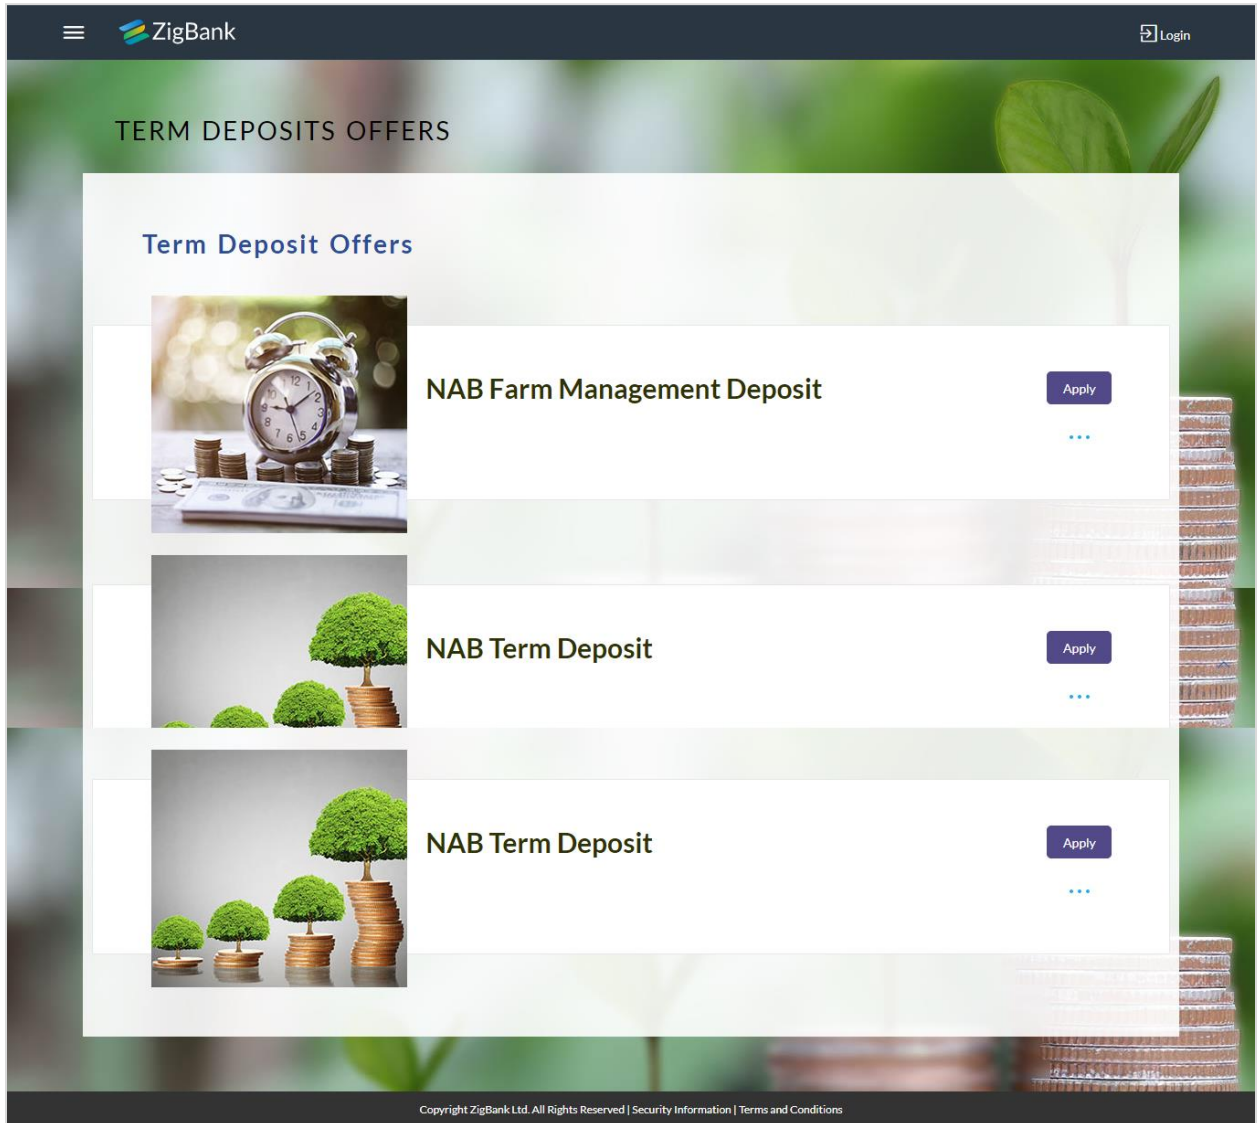 ZigBank
Login
TERM DEPOSITS OFFERS
Term Deposit Offers
NAB Farm Management Deposit
Apply
...
NAB Term Deposit
Apply
...
NAB Term Deposit
Apply
...
Copyright ZigBank Ltd. All Rights Reserved | Security Information | Terms and Conditions